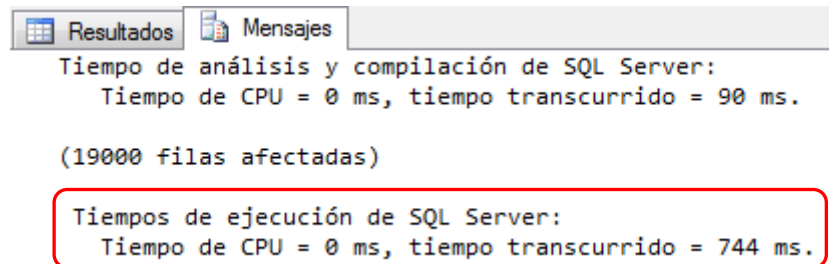 Resultados Mensajes
Tiempo de análisis y compilación de SQL Server:
Tiempo de CPU = 0 ms, tiempo transcurrido = 90 ms.
(19000 filas afectadas)
Tiempos de ejecución de SQL Server:
Tiempo de CPU = 0 ms, tiempo transcurrido = 744 ms.